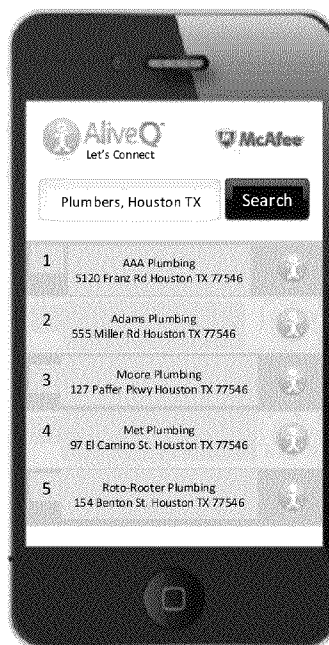 AliveQ™
Let's Connect
McAfee
Plumbers, Houston TX
Search
1
AAA Plumbing
5120 Franz Rd Houston TX 77546
2
Adams Plumbing
555 Miller Rd Houston TX 77546
3
Moore Plumbing
127 Paffer Pkwy Houston TX 77546
4
Met Plumbing
97 El Camino St. Houston TX 77546
5
Roto-Rooter Plumbing
154 Benton St. Houston TX 77546